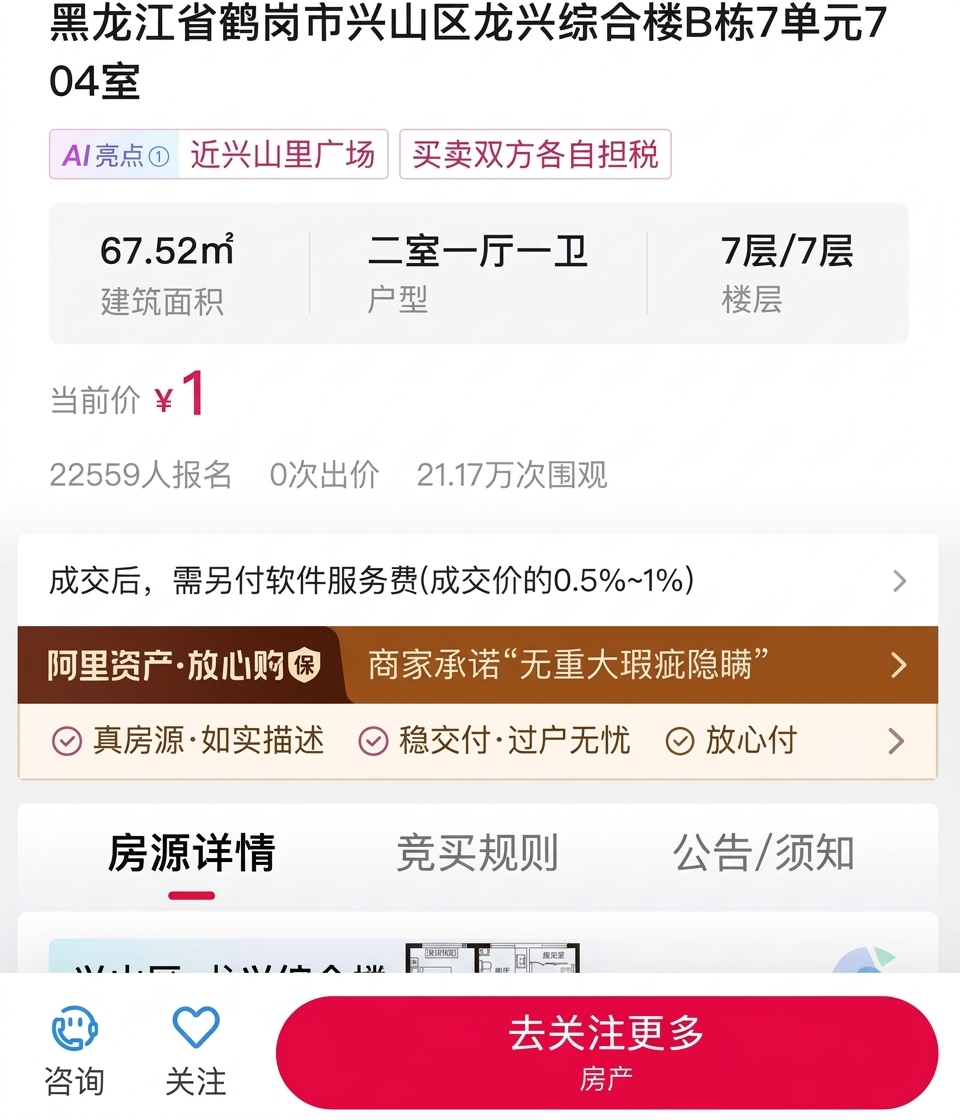 黑龙江省鹤岗市兴山区龙兴综合楼B栋7单元7
04室
AI亮点① 近兴山里广场 买卖双方各自担税
67.52㎡ 二室一厅一卫 7层/7层
建筑面积 户型 楼层
当前价 ¥1
22559人报名 0次出价 21.17万次围观
成交后，需另付软件服务费(成交价的0.5%~1%)
阿里资产·放心购保 商家承诺“无重大瑕疵隐瞒”
真房源·如实描述 稳交付·过户无忧 放心付
房源详情 竞买规则 公告/须知
去关注更多
咨询 关注 房产